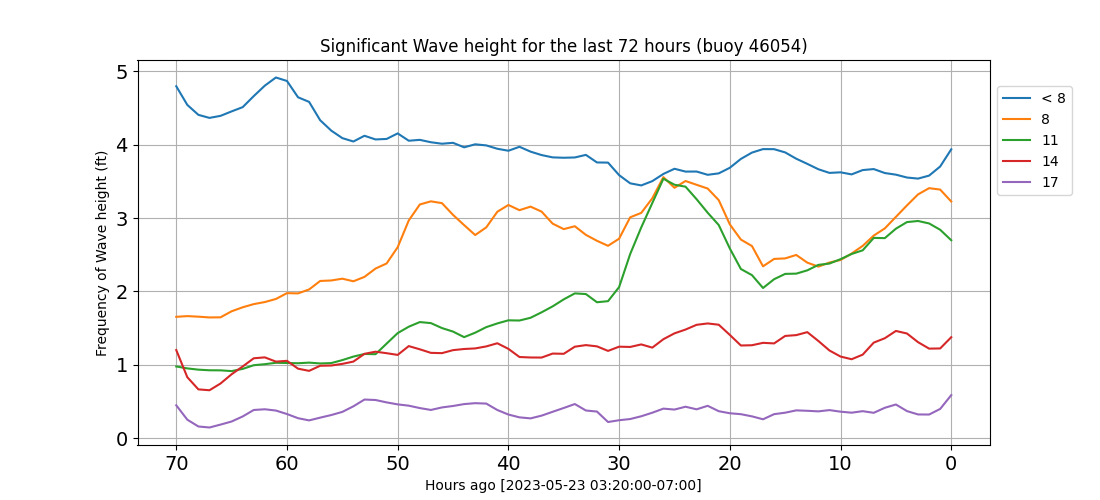 Significant Wave height for the last 72 hours (buoy 46054)
Frequency of Wave height (ft)
5
4
3
2
1
0
70 60 50 40 30 20 10 0
Hours ago [2023-05-23 03:20:00-07:00]
< 8
8
11
14
17